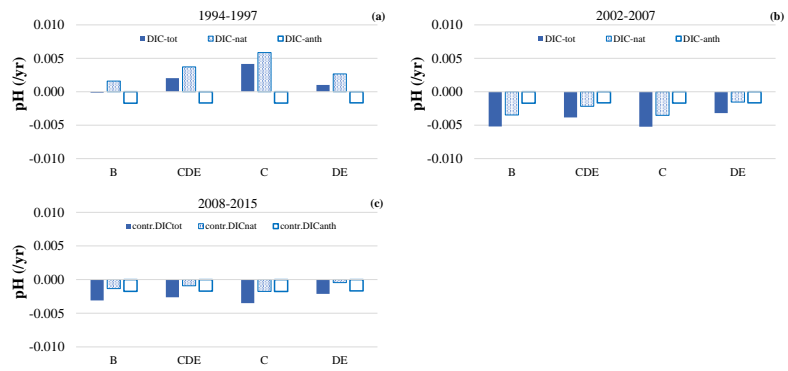 1994-1997 (a)
DIC-tot DIC-nat DIC-anth
pH (/yr)
0.010
0.005
0.000
-0.005
-0.010
B CDE C DE
2002-2007 (b)
DIC-tot DIC-nat DIC-anth
pH (/yr)
0.010
0.005
0.000
-0.005
-0.010
B CDE C DE
2008-2015 (c)
contr.DICtot contr.DICnat contr.DICanth
pH (/yr)
0.010
0.005
0.000
-0.005
-0.010
B CDE C DE